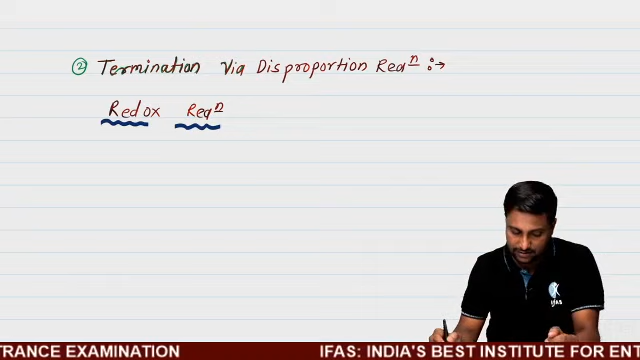 ② Termination Via Disproportion Reaⁿ :→
Redox Reaⁿ
IFAS
TRANCE EXAMINATION IFAS: INDIA'S BEST INSTITUTE FOR ENT